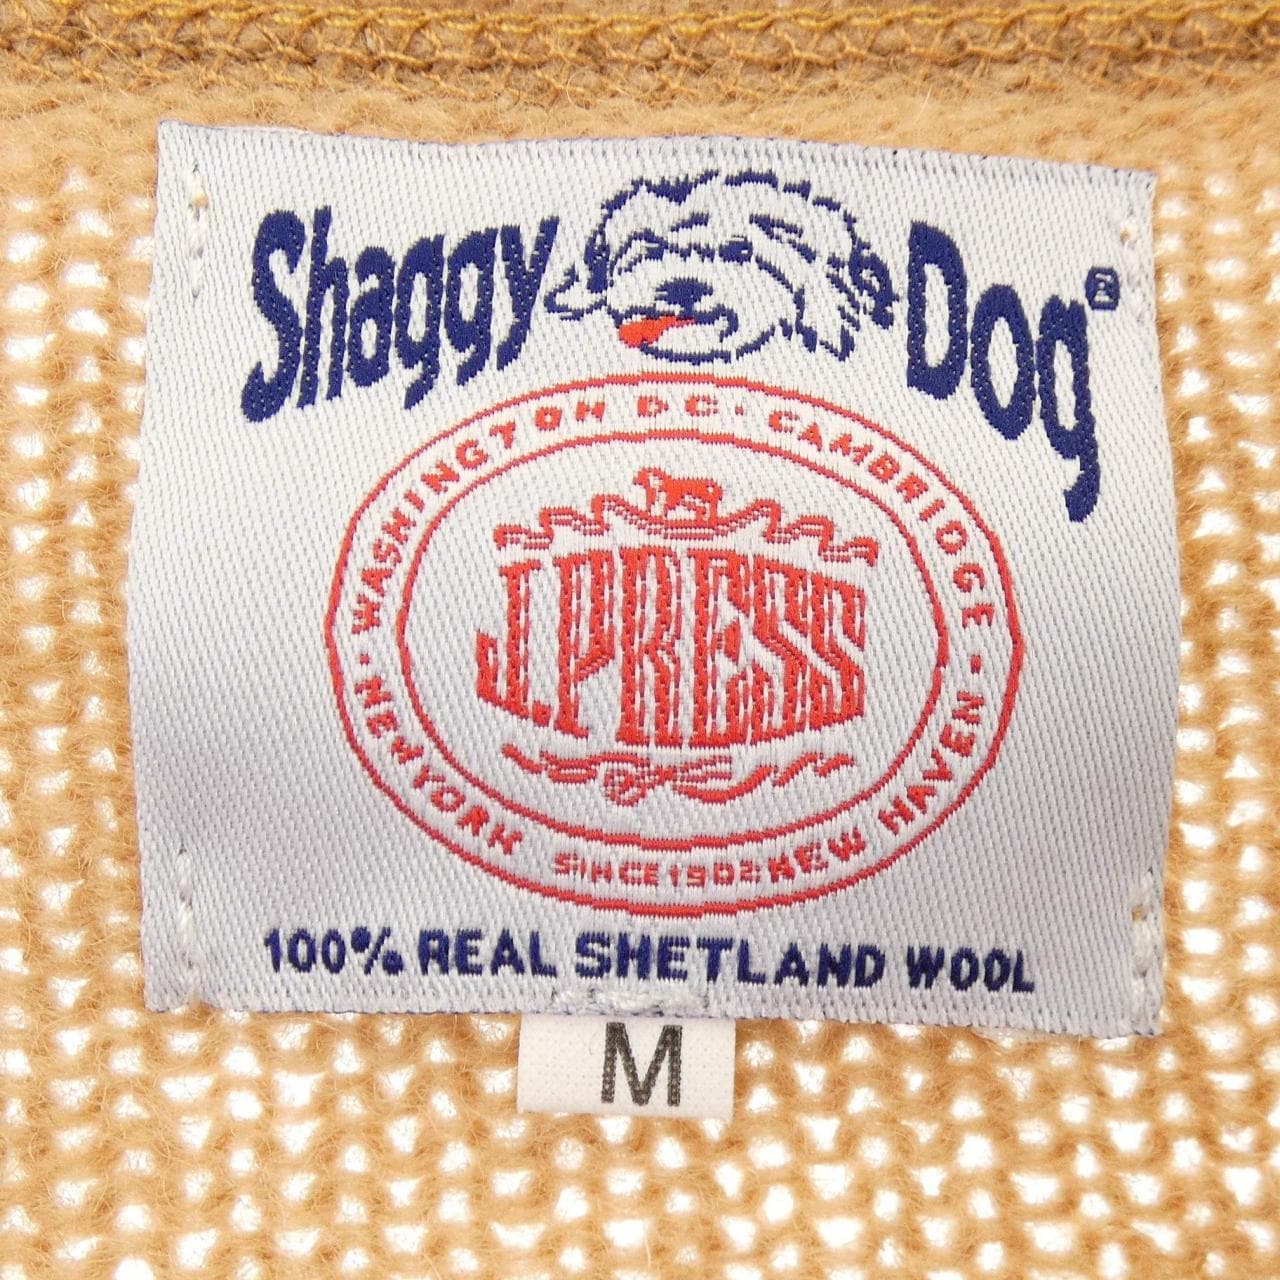 Shaggy Dog®
WASHINGTON DC · CAMBRIDGE ·
J.PRESS
· NEW YORK SINCE 1902 NEW HAVEN
100% REAL SHETLAND WOOL
M